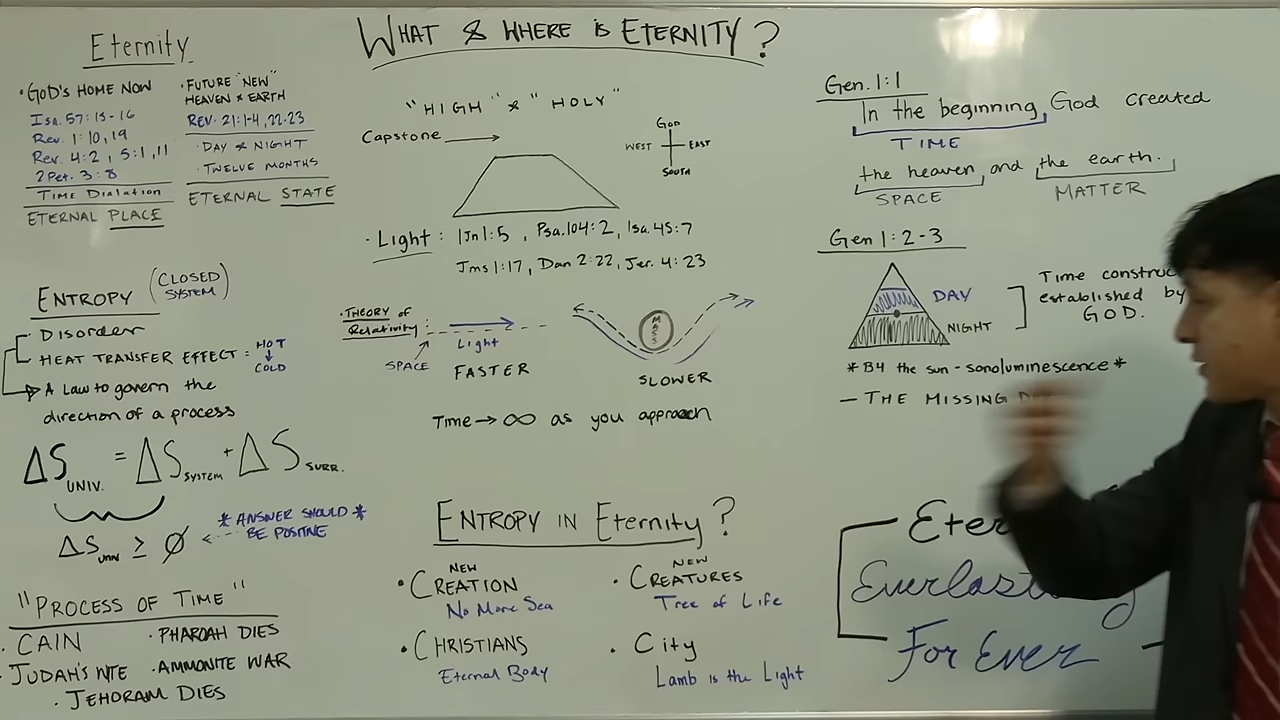 WHAT & WHERE IS ETERNITY?
Eternity
• GOD'S HOME NOW
Isa. 57:15-16
Rev. 1:10, 19
Rev. 4:2, 5:1, 11
2 Pet. 3:8
TIME DIALATION
ETERNAL PLACE
• FUTURE "NEW"
HEAVEN & EARTH
REV. 21:1-4, 22-23
• DAY & NIGHT
• TWELVE MONTHS
ETERNAL STATE
ENTROPY (CLOSED
SYSTEM)
• DISORDER
• HEAT TRANSFER EFFECT: HOT
↓
COLD
A LAW to govern the
direction of a process
ΔS UNIV. = ΔS SYSTEM + ΔS SURR.
ΔS UNIV ≥ Ø
* ANSWER SHOULD *
BE POSITIVE
"PROCESS OF TIME"
• CAIN
• JUDAH'S WIFE
• JEHORAM DIES
• PHAROAH DIES
• AMMONITE WAR
"HIGH" & "HOLY"
Capstone →
GOD
WEST EAST
SOUTH
• Light: 1Jn 1:5, Psa. 104:2, Isa. 45:7
Jms 1:17, Dan 2:22, Jer. 4:23
• THEORY of
Relativity:
Light
SPACE
FASTER
MASS
SLOWER
Time → ∞ as you approach
ENTROPY IN Eternity?
NEW
• CREATION
No More Sea
• CHRISTIANS
Eternal Body
NEW
• CREATURES
Tree of Life
• City
Lamb is the Light
Gen. 1:1
In the beginning, God created
TIME
the heaven, and the earth.
SPACE MATTER
Gen 1:2-3
DAY
NIGHT
Time construc
established by
GOD.
* B4 the sun - sonoluminescence *
— THE MISSING D
Eter
Everlast g
For Ever